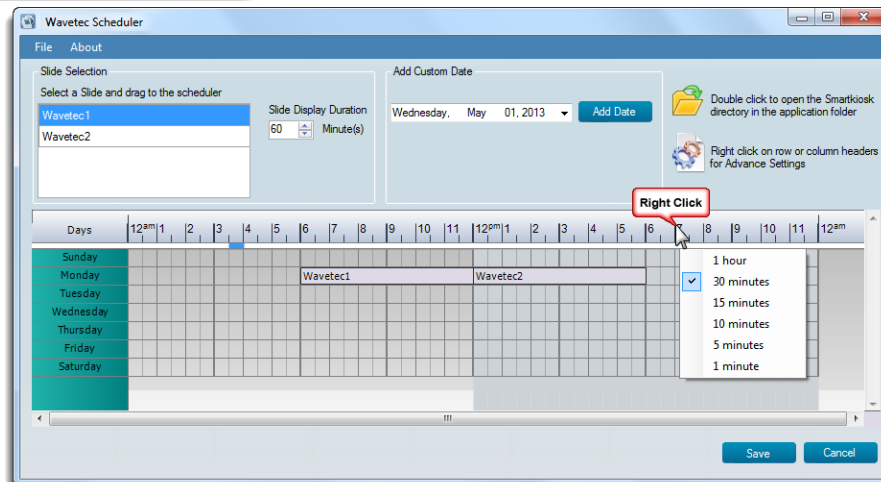 Wavetec Scheduler
File About
Slide Selection
Select a Slide and drag to the scheduler
Wavetec1
Wavetec2
Slide Display Duration
60 Minute(s)
Add Custom Date
Wednesday, May 01, 2013
Add Date
Double click to open the Smartkiosk
directory in the application folder
Right click on row or column headers
for Advance Settings
Right Click
Days 12am 1 2 3 4 5 6 7 8 9 10 11 12pm 1 2 3 4 5 6 7 8 9 10 11 12am
Sunday
Monday Wavetec1 Wavetec2
Tuesday
Wednesday
Thursday
Friday
Saturday
1 hour
30 minutes
15 minutes
10 minutes
5 minutes
1 minute
Save Cancel